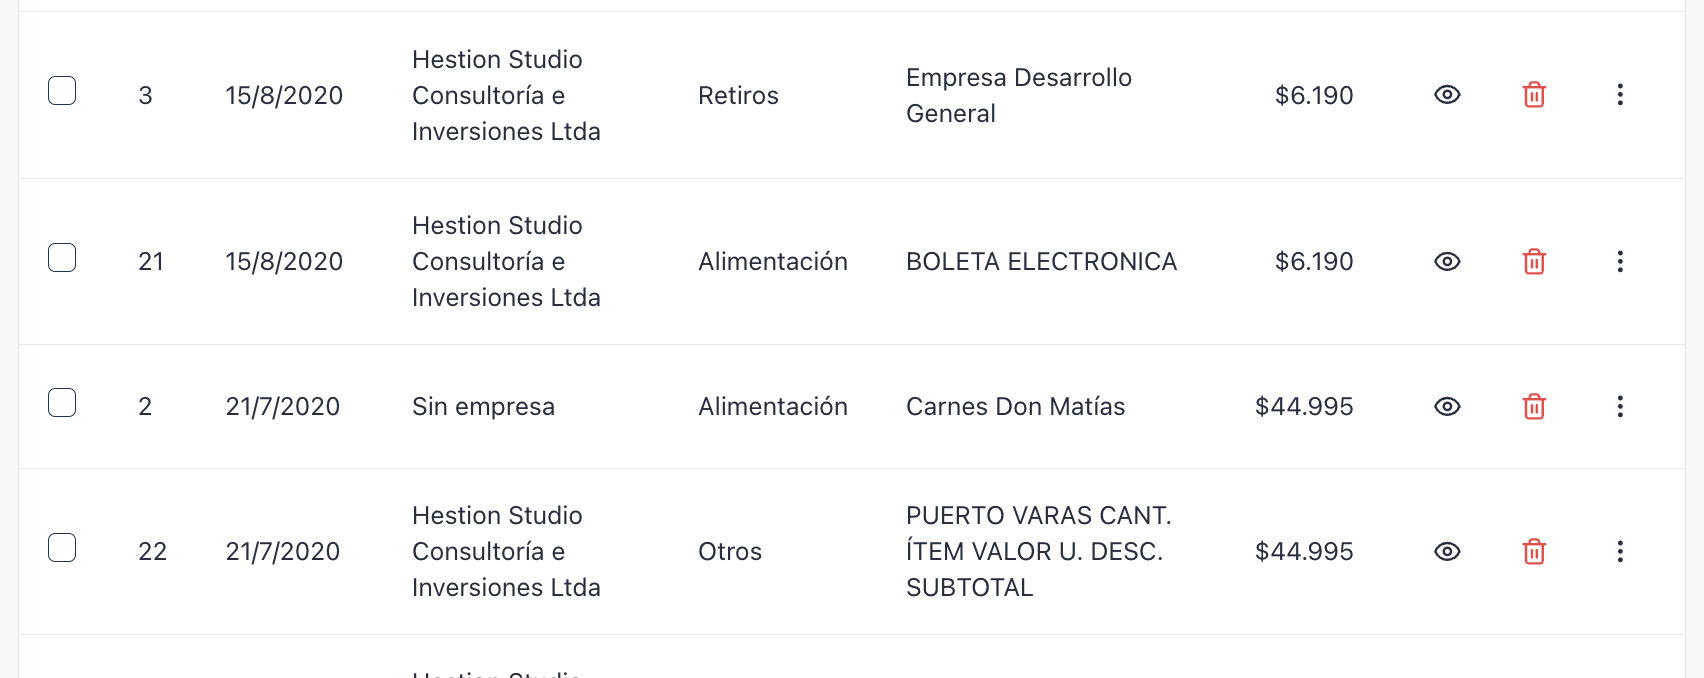 3 15/8/2020 Hestion Studio Consultoría e Inversiones Ltda Retiros Empresa Desarrollo General $6.190
21 15/8/2020 Hestion Studio Consultoría e Inversiones Ltda Alimentación BOLETA ELECTRONICA $6.190
2 21/7/2020 Sin empresa Alimentación Carnes Don Matías $44.995
22 21/7/2020 Hestion Studio Consultoría e Inversiones Ltda Otros PUERTO VARAS CANT. ÍTEM VALOR U. DESC. SUBTOTAL $44.995
Hestion Studio